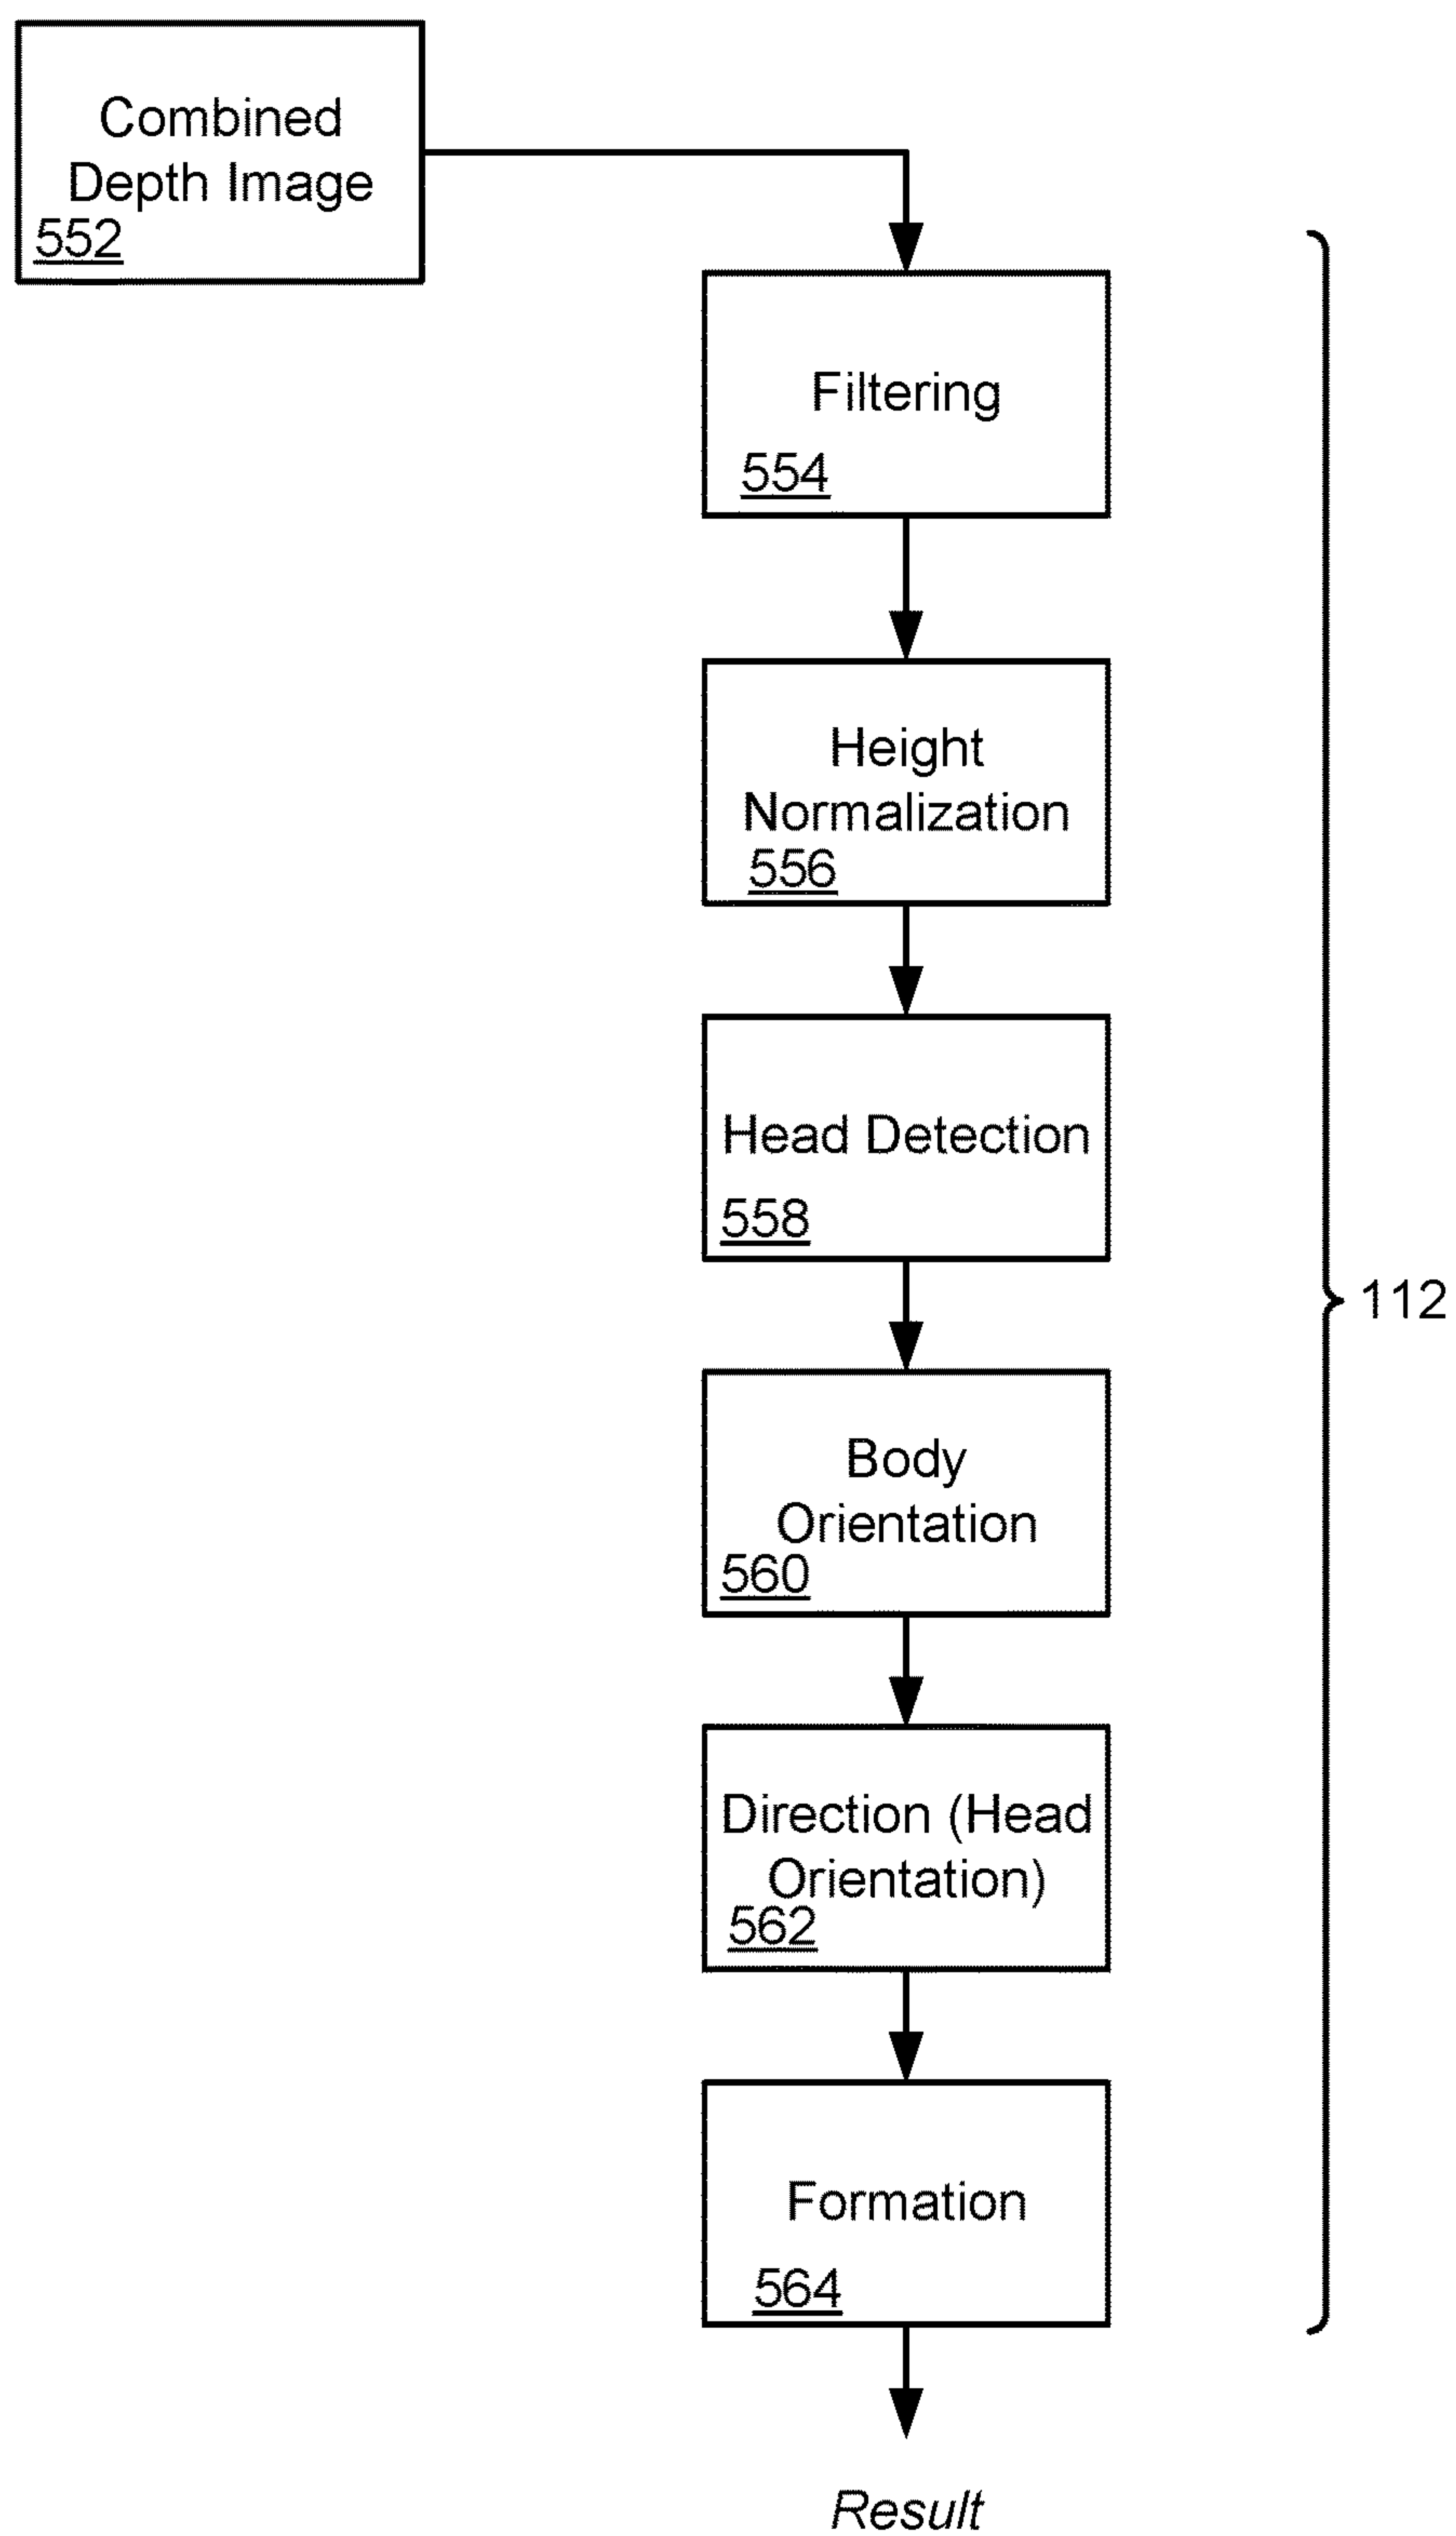 Combined
Depth Image
552
Filtering
554
Height
Normalization
556
Head Detection
558
112
Body
Orientation
560
Direction (Head
Orientation)
562
Formation
564
Result